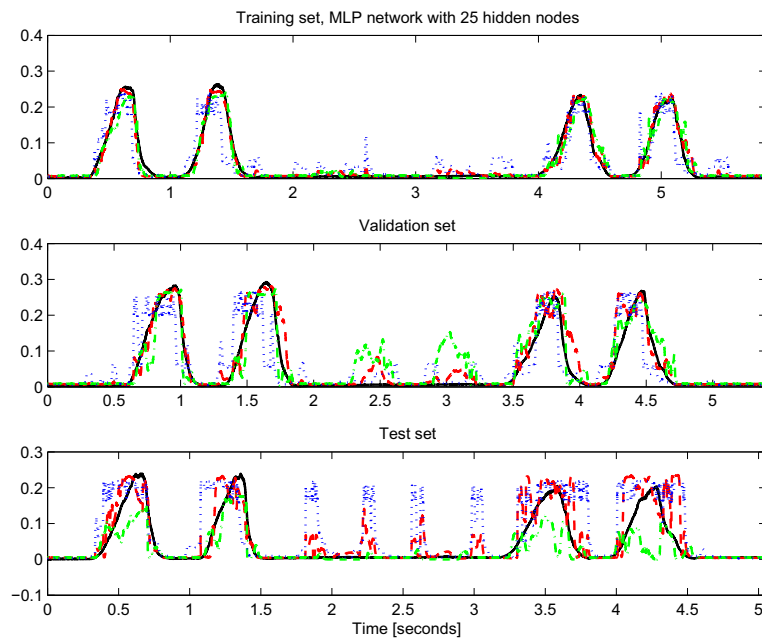 Training set, MLP network with 25 hidden nodes
0.4
0.3
0.2
0.1
0
0 1 2 3 4 5
Validation set
0.4
0.3
0.2
0.1
0
0 0.5 1 1.5 2 2.5 3 3.5 4 4.5 5
Test set
0.3
0.2
0.1
0
-0.1
0 0.5 1 1.5 2 2.5 3 3.5 4 4.5 5
Time [seconds]